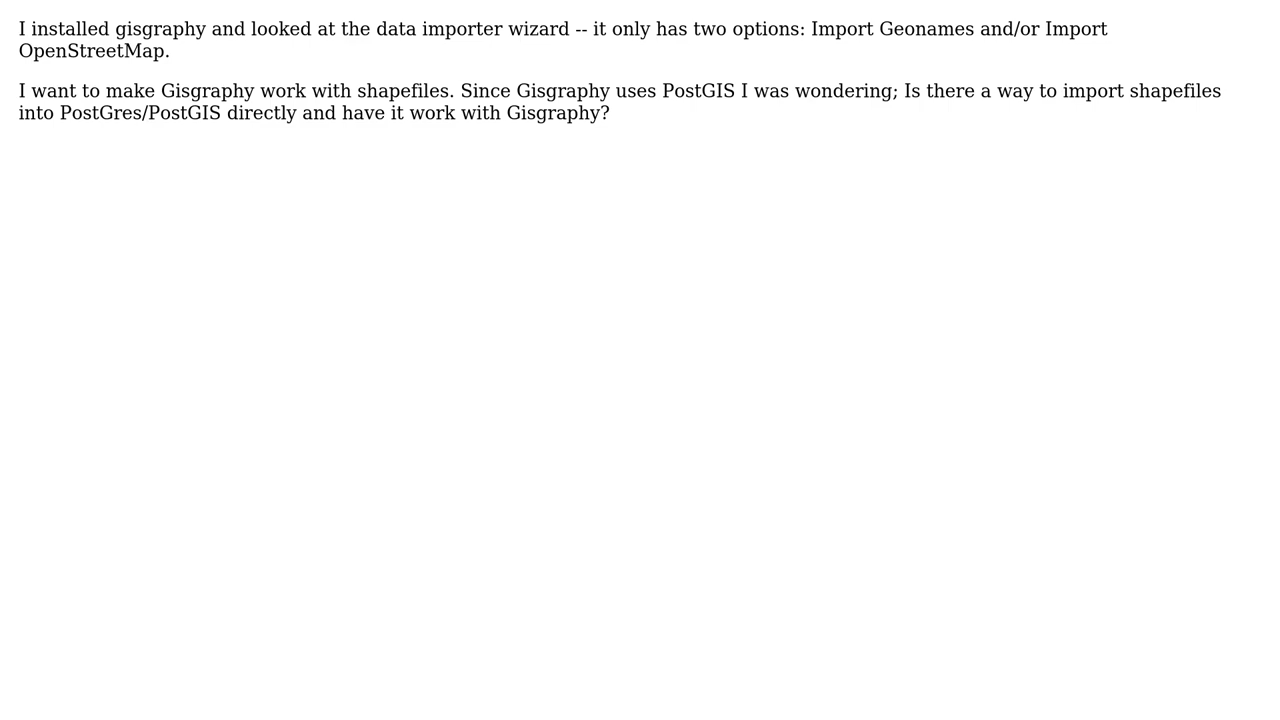 I installed gisgraphy and looked at the data importer wizard -- it only has two options: Import Geonames and/or Import
OpenStreetMap.
I want to make Gisgraphy work with shapefiles. Since Gisgraphy uses PostGIS I was wondering; Is there a way to import shapefiles
into PostGres/PostGIS directly and have it work with Gisgraphy?